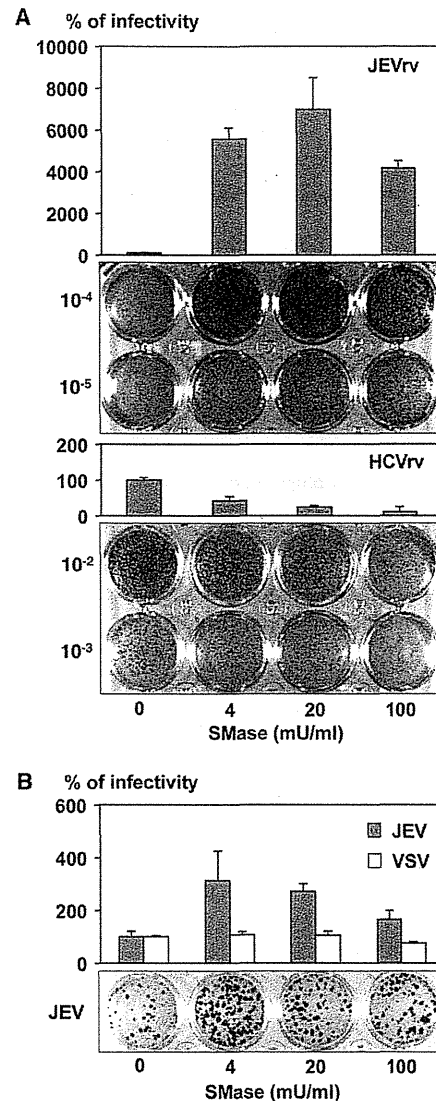 A
% of infectivity
10000
8000
6000
4000
2000
0
JEVrv
10-4
10-5
200
100
0
HCVrv
10-2
10-3
0 4 20 100
SMase (mU/ml)
B
% of infectivity
600
400
200
0
JEV
VSV
JEV
0 4 20 100
SMase (mU/ml)